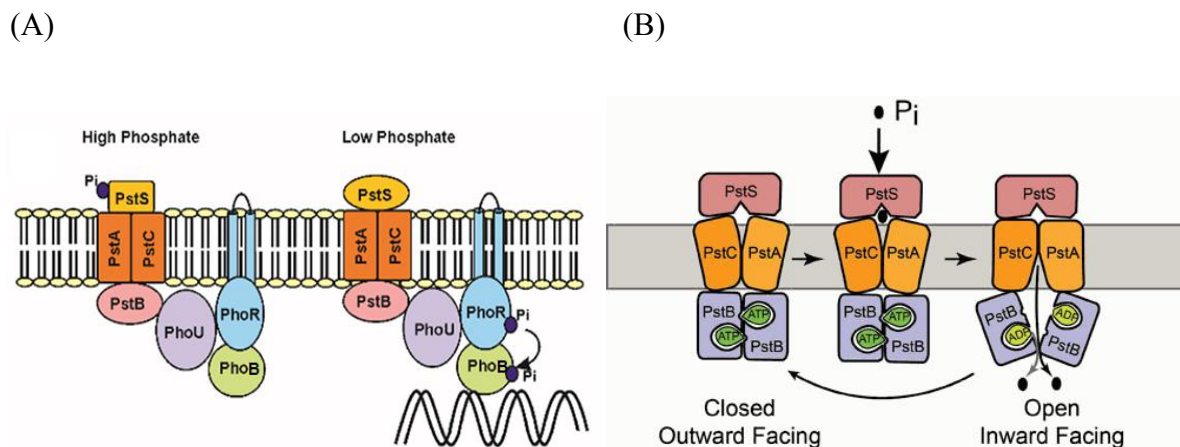 (A)
(B)
High Phosphate
Low Phosphate
Pi
PstS
PstA
PstC
PstB
PhoU
PhoR
PhoB
PstS
PstA
PstC
PstB
PhoU
PhoR
Pi
PhoB
Pi
Pi
PstS
PstS
PstS
PstC
PstA
PstC
PstA
PstC
PstA
PstB
ATP
ATP
PstB
PstB
ATP
ATP
PstB
PstB
ADP
ADP
PstB
Closed
Outward Facing
Open
Inward Facing